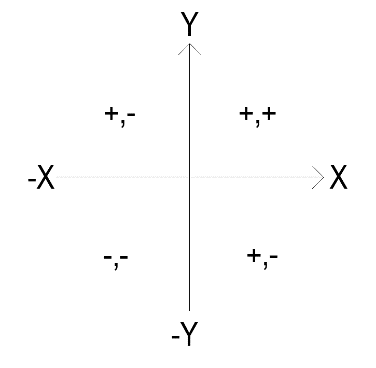 Y
+,- +,+
-X X
-,- +,-
-Y